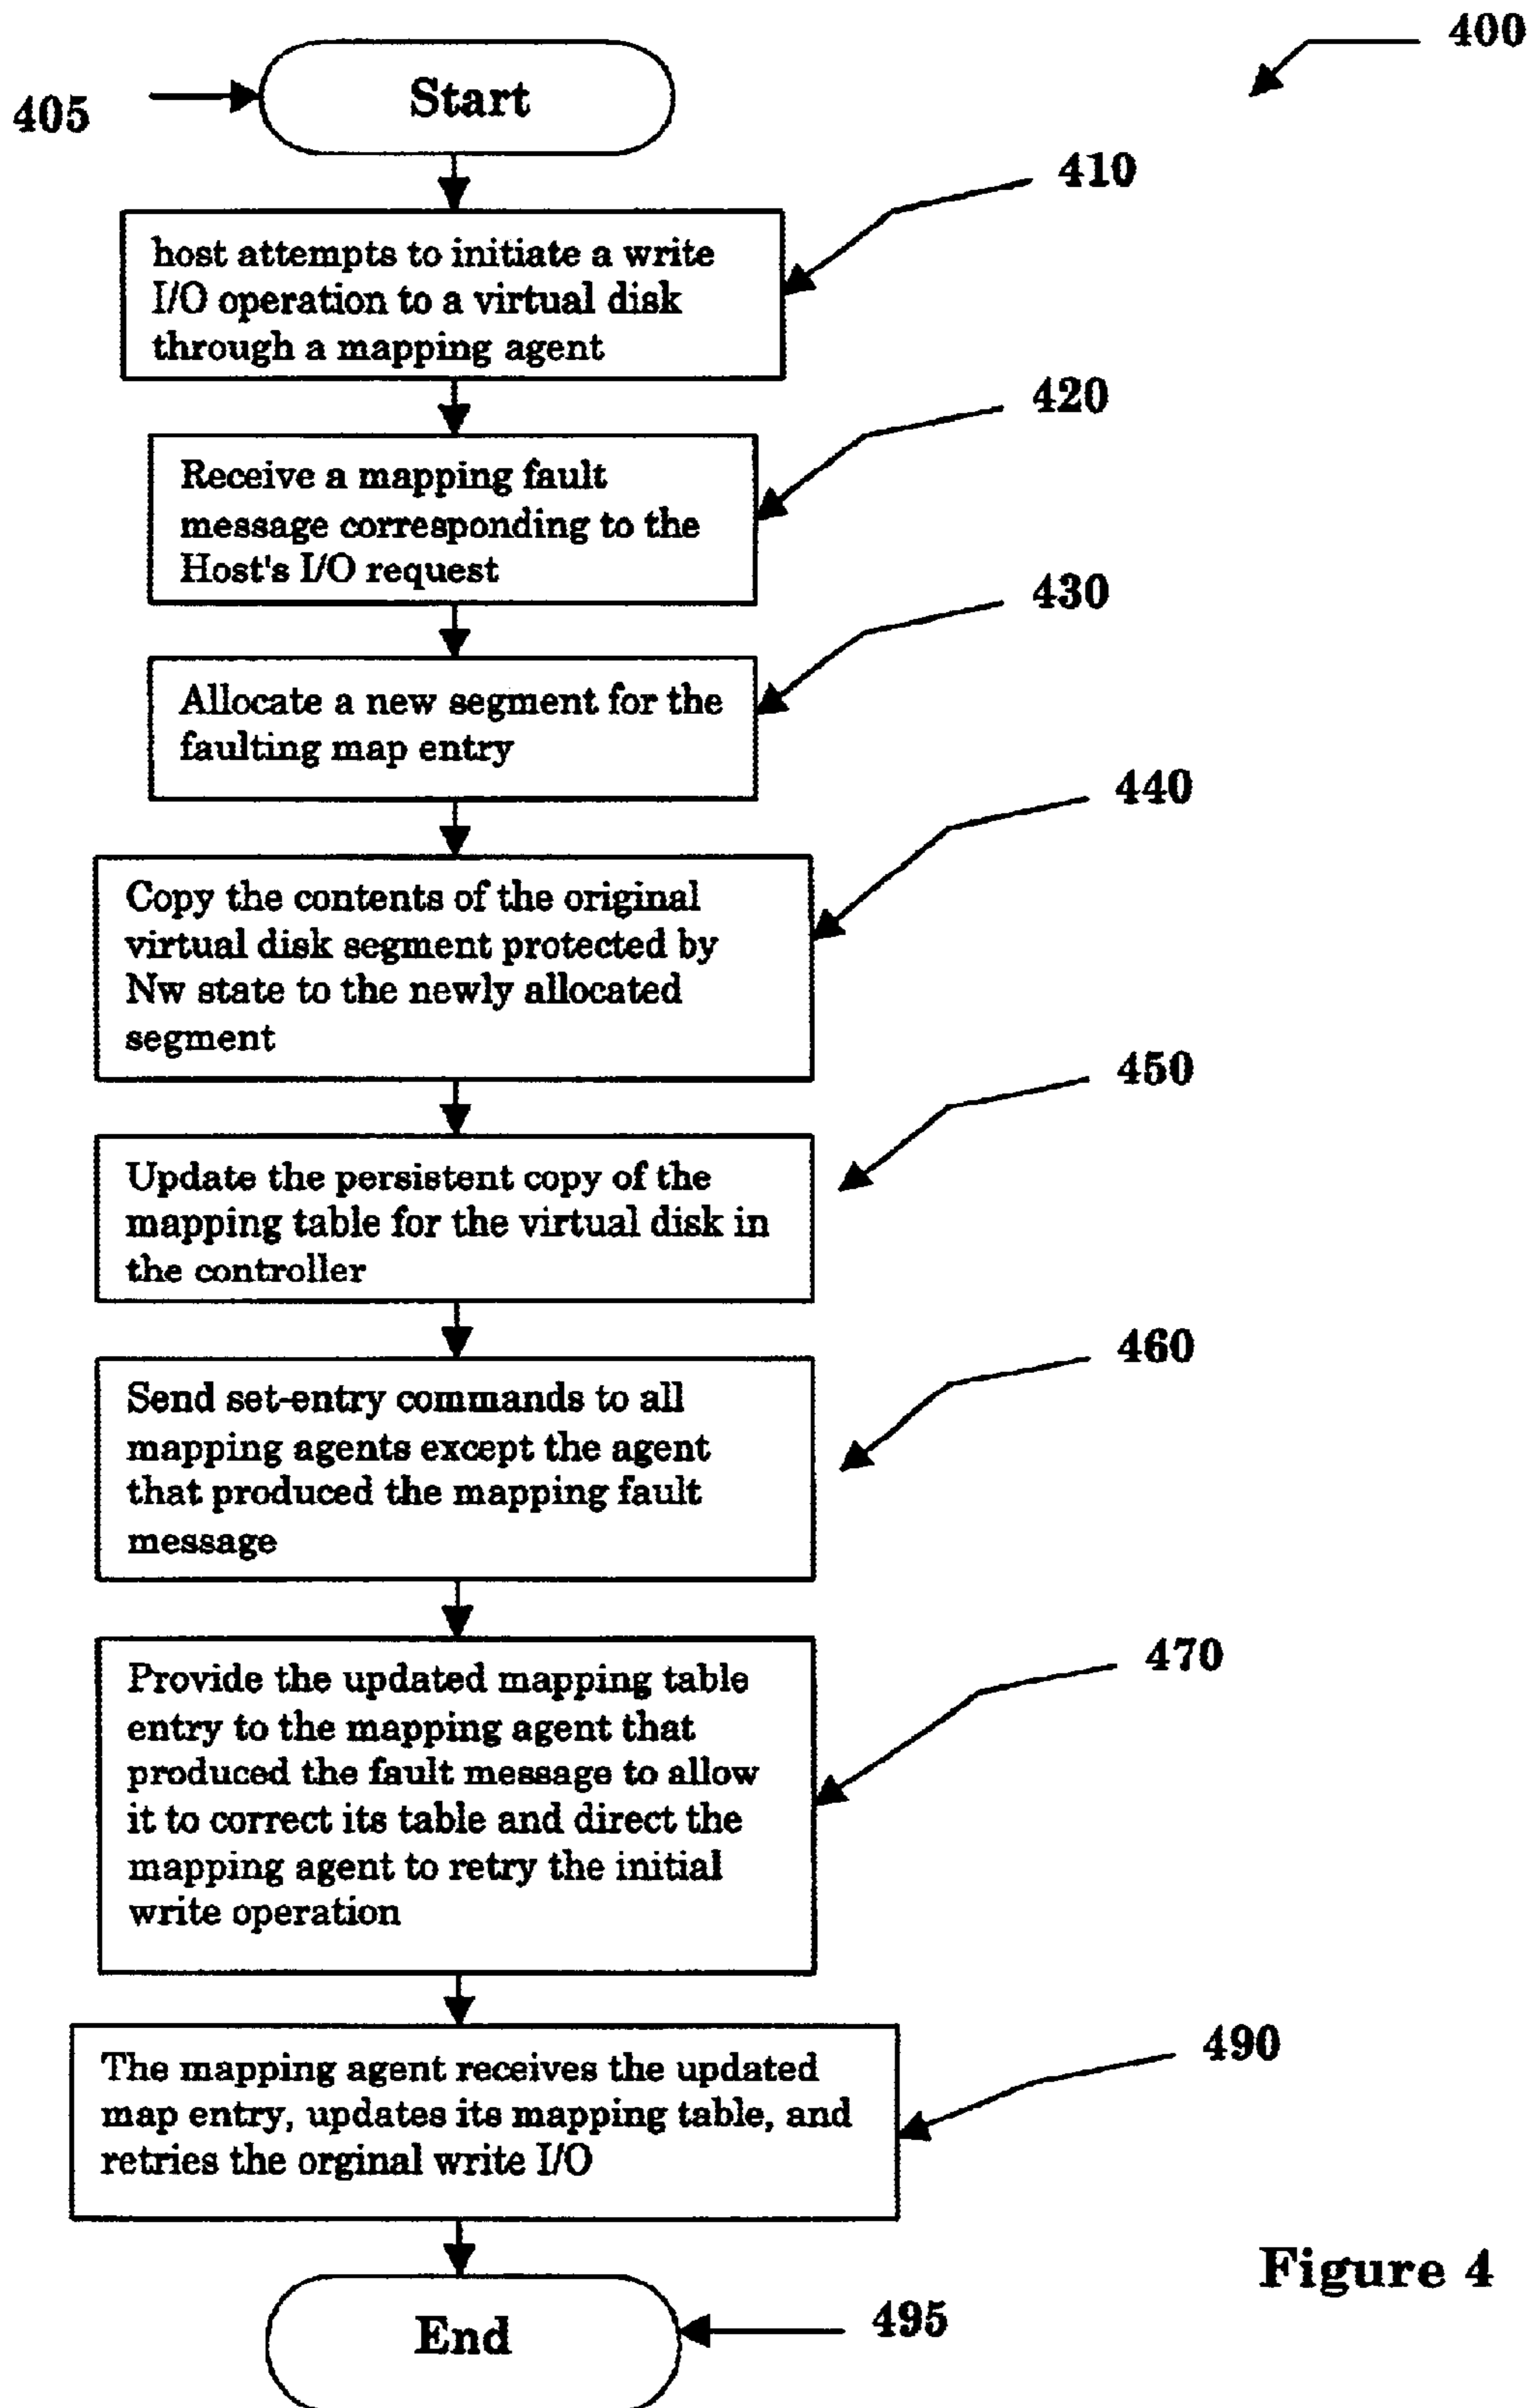 400
405
Start
410
host attempts to initiate a write
I/O operation to a virtual disk
through a mapping agent
420
Receive a mapping fault
message corresponding to the
Host's I/O request
430
Allocate a new segment for the
faulting map entry
440
Copy the contents of the original
virtual disk segment protected by
Nw state to the newly allocated
segment
450
Update the persistent copy of the
mapping table for the virtual disk in
the controller
460
Send set-entry commands to all
mapping agents except the agent
that produced the mapping fault
message
470
Provide the updated mapping table
entry to the mapping agent that
produced the fault message to allow
it to correct its table and direct the
mapping agent to retry the initial
write operation
490
The mapping agent receives the updated
map entry, updates its mapping table, and
retries the orginal write I/O
Figure 4
End
495